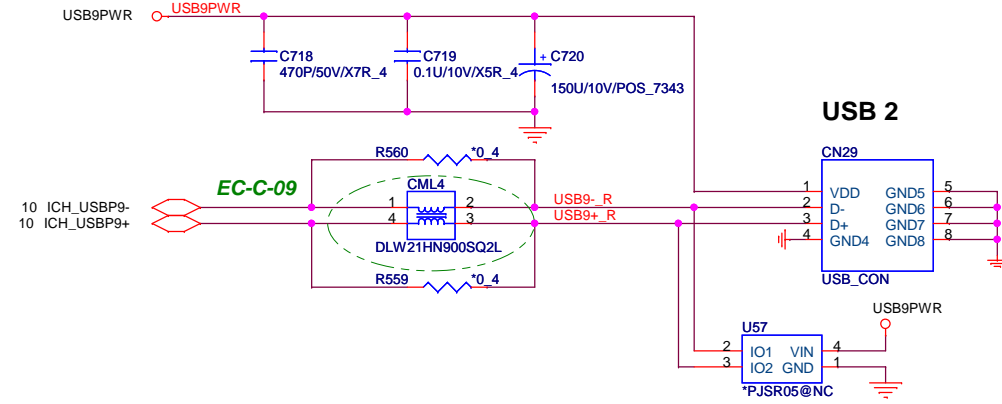 USB9PWR
USB9PWR
C718
470P/50V/X7R_4
C719
0.1U/10V/X5R_4
+
C720
150U/10V/POS_7343
USB 2
R560
*0_4
CN29
EC-C-09
CML4
10 ICH_USBP9-
10 ICH_USBP9+
1
2
4
3
USB9-_R
USB9+_R
DLW21HN900SQ2L
R559
*0_4
1 VDD GND5 5
2 D- GND6 6
3 D+ GND7 7
4 GND4 GND8 8
USB_CON
USB9PWR
U57
2 IO1 VIN 4
3 IO2 GND 1
*PJSR05@NC